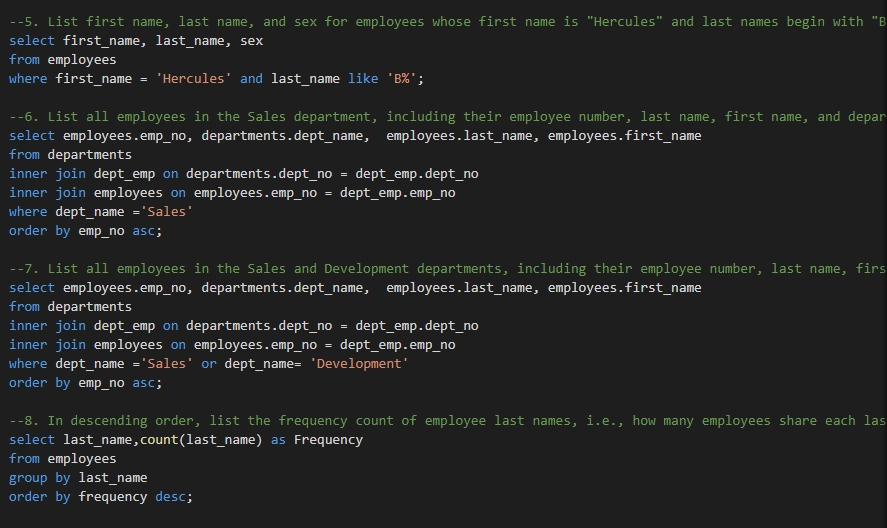 --5. List first name, last name, and sex for employees whose first name is "Hercules" and last names begin with "B
select first_name, last_name, sex
from employees
where first_name = 'Hercules' and last_name like 'B%';
--6. List all employees in the Sales department, including their employee number, last name, first name, and depar
select employees.emp_no, departments.dept_name,  employees.last_name, employees.first_name
from departments
inner join dept_emp on departments.dept_no = dept_emp.dept_no
inner join employees on employees.emp_no = dept_emp.emp_no
where dept_name ='Sales'
order by emp_no asc;
--7. List all employees in the Sales and Development departments, including their employee number, last name, firs
select employees.emp_no, departments.dept_name,  employees.last_name, employees.first_name
from departments
inner join dept_emp on departments.dept_no = dept_emp.dept_no
inner join employees on employees.emp_no = dept_emp.emp_no
where dept_name ='Sales' or dept_name= 'Development'
order by emp_no asc;
--8. In descending order, list the frequency count of employee last names, i.e., how many employees share each las
select last_name,count(last_name) as Frequency
from employees
group by last_name
order by frequency desc;